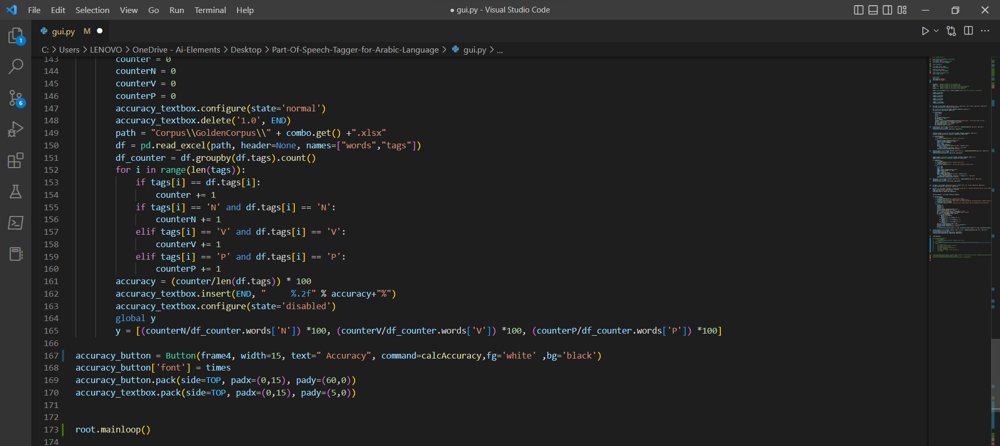 File Edit Selection View Go Run Terminal Help
● gui.py - Visual Studio Code
gui.py M ●
C: > Users > LENOVO > OneDrive - Ai-Elements > Desktop > Part-Of-Speech-Tagger-for-Arabic-Language > gui.py > ...
1
6
143 counter = 0
144 counterN = 0
145 counterV = 0
146 counterP = 0
147 accuracy_textbox.configure(state='normal')
148 accuracy_textbox.delete('1.0', END)
149 path = "Corpus\\GoldenCorpus\\" + combo.get() +".xlsx"
150 df = pd.read_excel(path, header=None, names=["words","tags"])
151 df_counter = df.groupby(df.tags).count()
152 for i in range(len(tags)):
153 if tags[i] == df.tags[i]:
154 counter += 1
155 if tags[i] == 'N' and df.tags[i] == 'N':
156 counterN += 1
157 elif tags[i] == 'V' and df.tags[i] == 'V':
158 counterV += 1
159 elif tags[i] == 'P' and df.tags[i] == 'P':
160 counterP += 1
161 accuracy = (counter/len(df.tags)) * 100
162 accuracy_textbox.insert(END, "     %.2f" % accuracy+"%")
163 accuracy_textbox.configure(state='disabled')
164 global y
165 y = [(counterN/df_counter.words['N']) *100, (counterV/df_counter.words['V']) *100, (counterP/df_counter.words['P']) *100]
166
167 accuracy_button = Button(frame4, width=15, text=" Accuracy", command=calcAccuracy,fg='white' ,bg='black')
168 accuracy_button['font'] = times
169 accuracy_button.pack(side=TOP, padx=(0,15), pady=(60,0))
170 accuracy_textbox.pack(side=TOP, padx=(0,15), pady=(5,0))
171
172
173 root.mainloop()
174